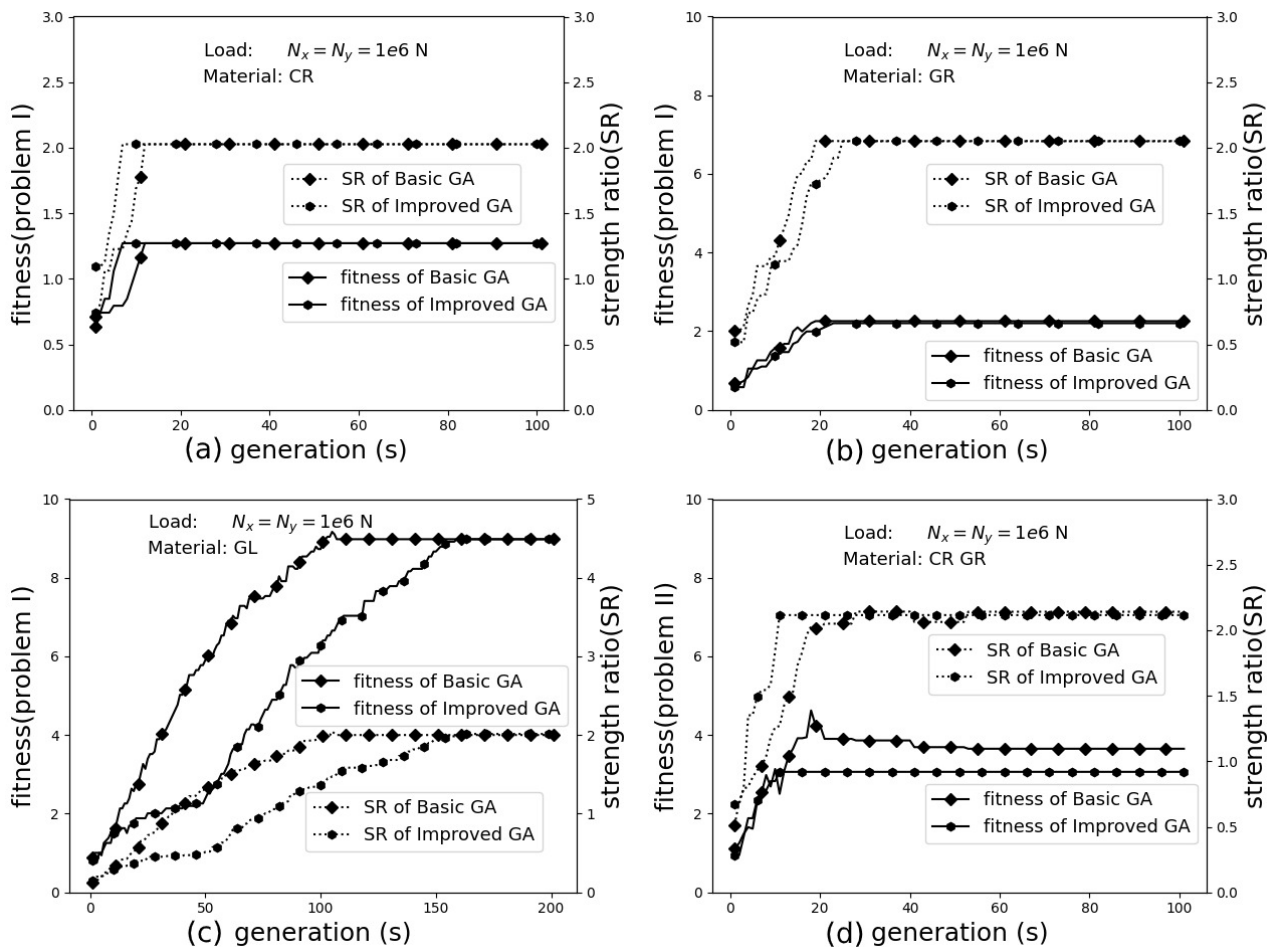 3.0 3.0
Load: N_x = N_y = 1e6 N
Material: CR
2.5 2.5
2.0 2.0
SR of Basic GA
SR of Improved GA
1.5 1.5
fitness of Basic GA
fitness of Improved GA
1.0 1.0
0.5 0.5
0.0 0.0
0 20 40 60 80 100
fitness(problem I)
strength ratio(SR)
(a) generation (s)
10 3.0
Load: N_x = N_y = 1e6 N
Material: GR
2.5
8
2.0
6
SR of Basic GA
SR of Improved GA
1.5
4
1.0
2
fitness of Basic GA
fitness of Improved GA
0.5
0 0.0
0 20 40 60 80 100
fitness(problem I)
strength ratio(SR)
(b) generation (s)
10 5
Load: N_x = N_y = 1e6 N
Material: GL
8 4
6 3
fitness of Basic GA
fitness of Improved GA
4 2
SR of Basic GA
SR of Improved GA
2 1
0 0
0 50 100 150 200
fitness(problem I)
strength ratio(SR)
(c) generation (s)
10 3.0
Load: N_x = N_y = 1e6 N
Material: CR GR
2.5
8
2.0
6
SR of Basic GA
SR of Improved GA
1.5
4
1.0
2
fitness of Basic GA
fitness of Improved GA
0.5
0 0.0
0 20 40 60 80 100
fitness(problem II)
strength ratio(SR)
(d) generation (s)